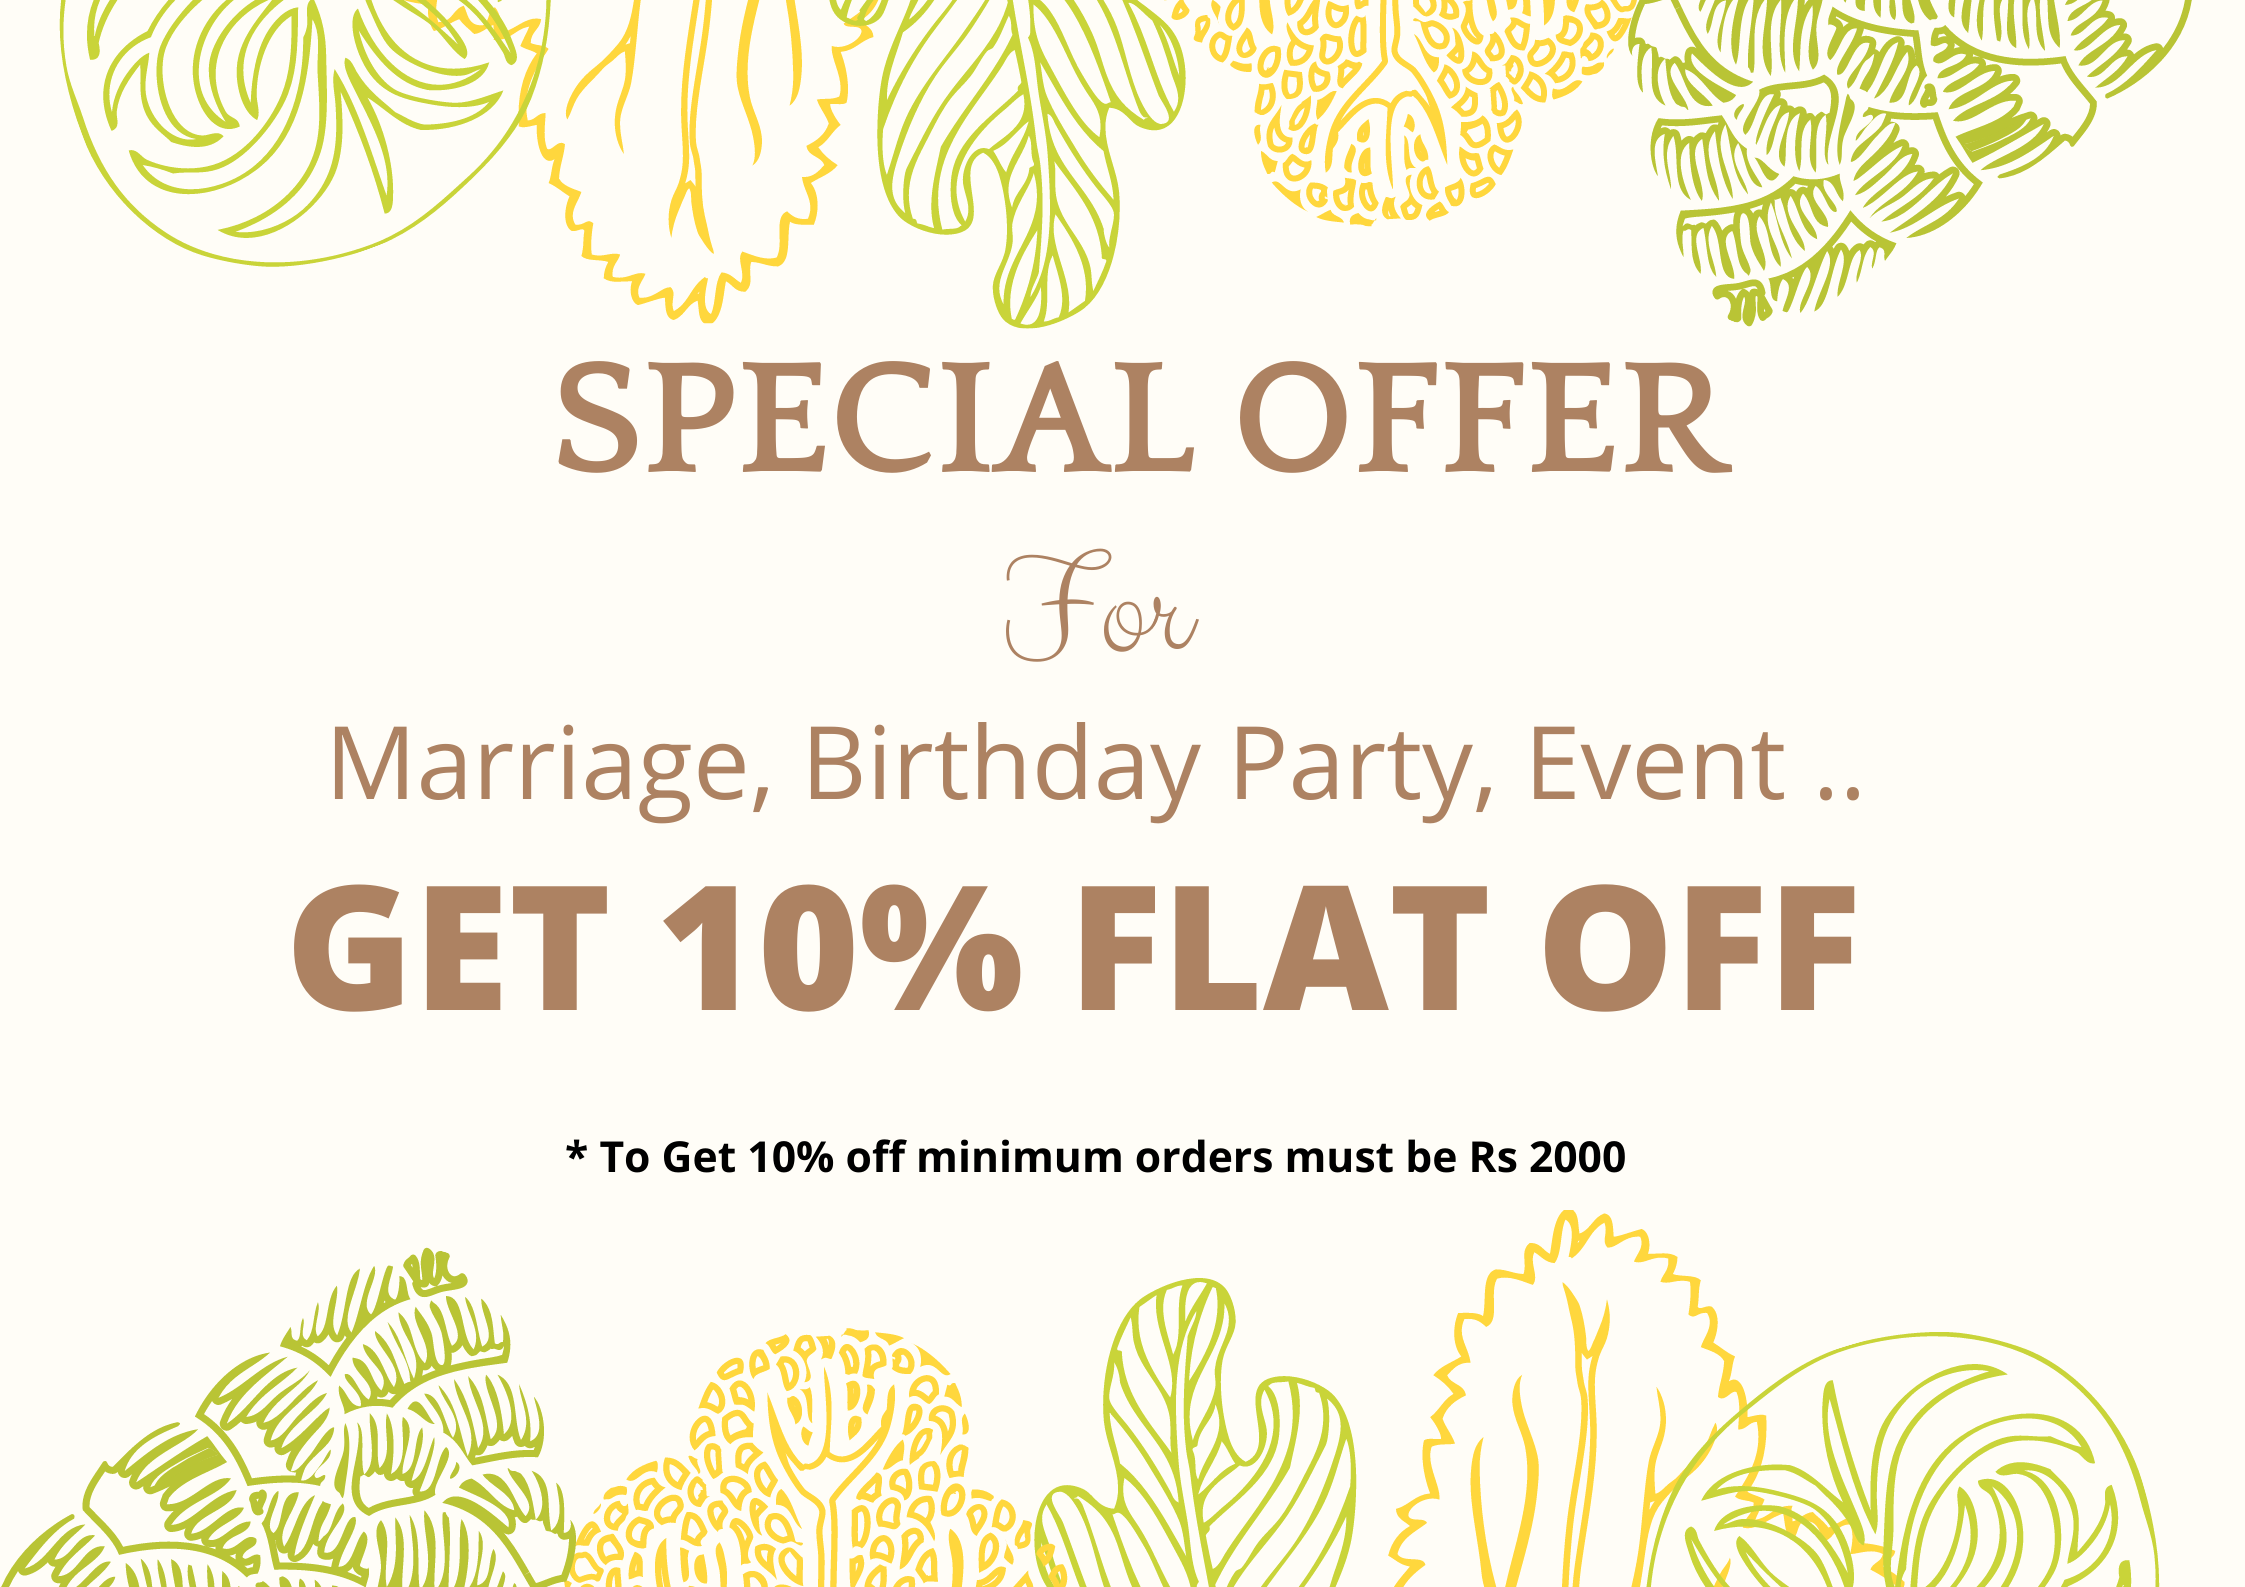 SPECIAL OFFER
For
Marriage, Birthday Party, Event ..
GET 10% FLAT OFF
* To Get 10% off minimum orders must be Rs 2000